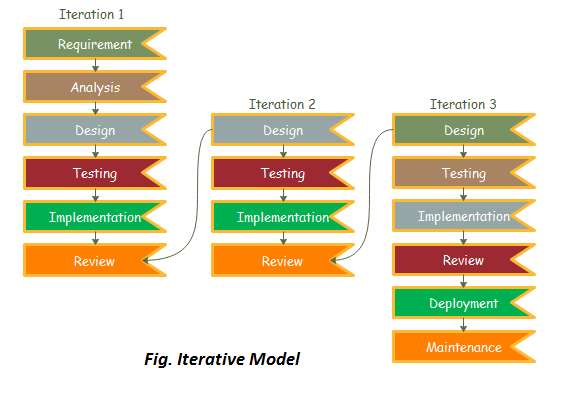 Iteration 1
Requirement
Analysis
Design
Testing
Implementation
Review
Iteration 2
Design
Testing
Implementation
Review
Iteration 3
Design
Testing
Implementation
Review
Deployment
Maintenance
Fig. Iterative Model